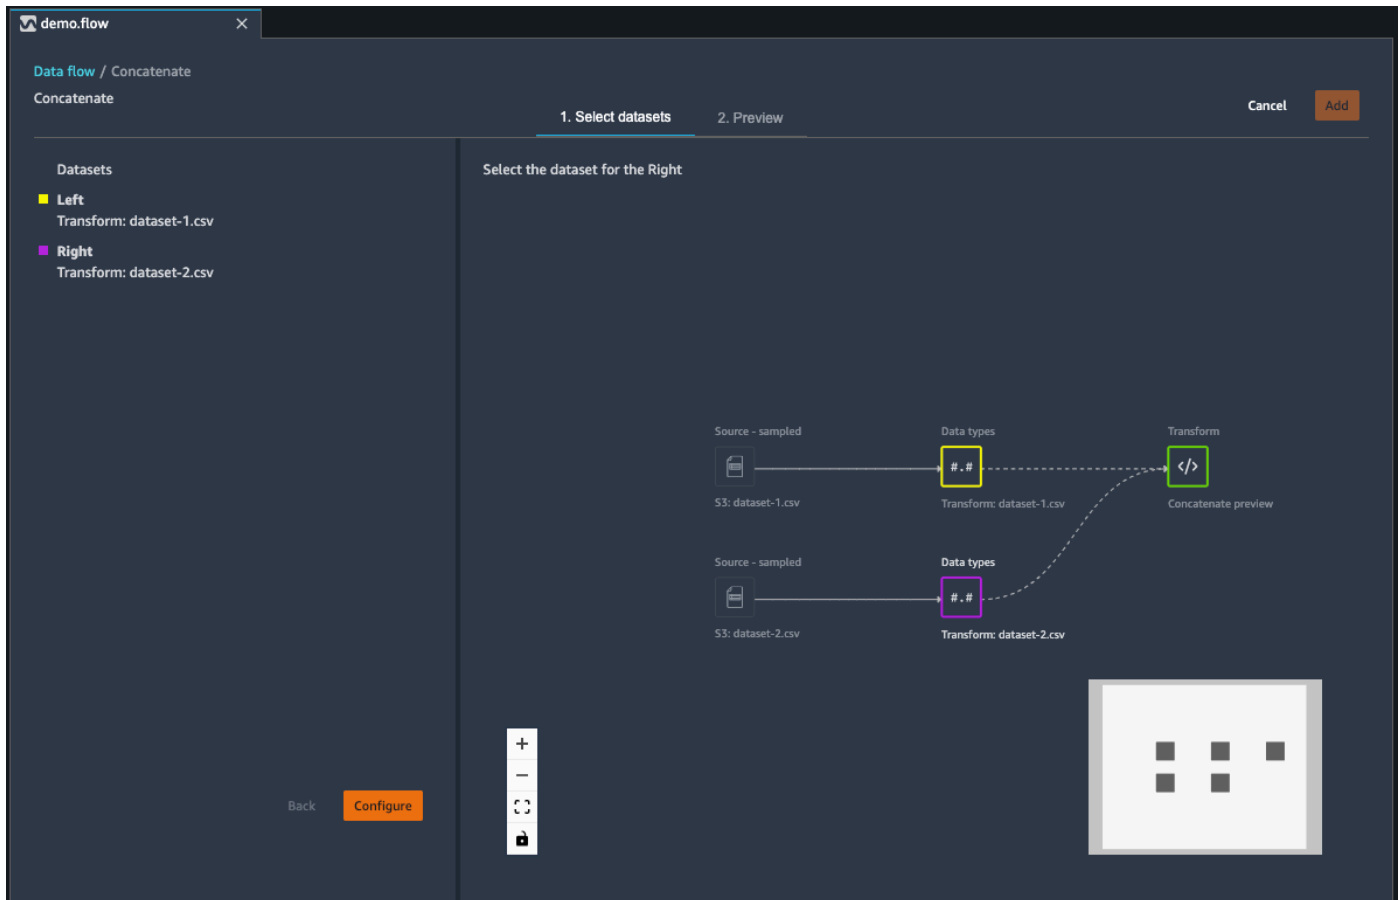 demo.flow
Data flow / Concatenate
Concatenate
1. Select datasets
2. Preview
Cancel
Add
Datasets
Left
Transform: dataset-1.csv
Right
Transform: dataset-2.csv
Back
Configure
Select the dataset for the Right
Source - sampled
Data types
Transform
#.#
</>
S3: dataset-1.csv
Transform: dataset-1.csv
Concatenate preview
Source - sampled
Data types
#.#
S3: dataset-2.csv
Transform: dataset-2.csv